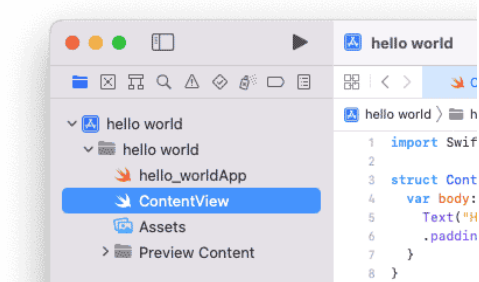 hello world
hello world
hello world
hello_worldApp
ContentView
Assets
Preview Content
hello world
1 import Swif
2
3 struct Cont
4 var body:
5 Text("H
6 .paddin
7 }
8 }